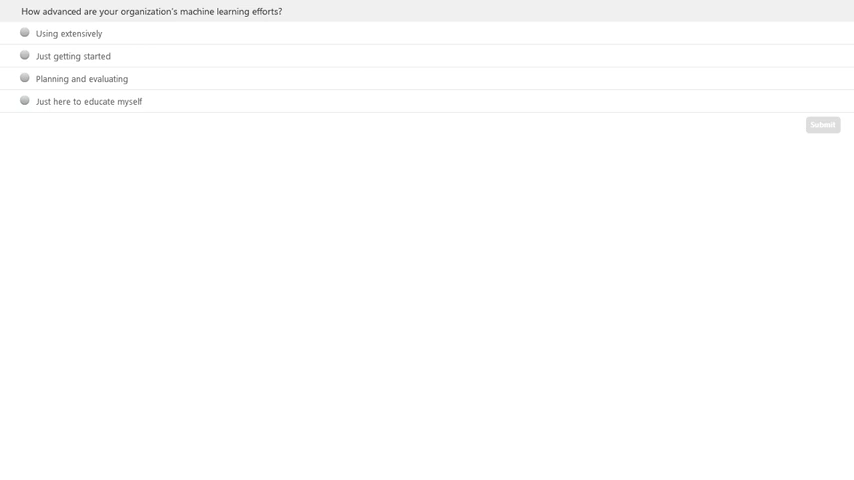 How advanced are your organization's machine learning efforts?
Using extensively
Just getting started
Planning and evaluating
Just here to educate myself
Submit